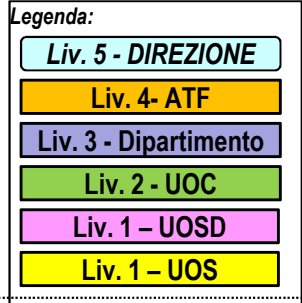 Legenda:
Liv. 5 - DIREZIONE
Liv. 4- ATF
Liv. 3 - Dipartimento
Liv. 2 - UOC
Liv. 1 – UOSD
Liv. 1 – UOS